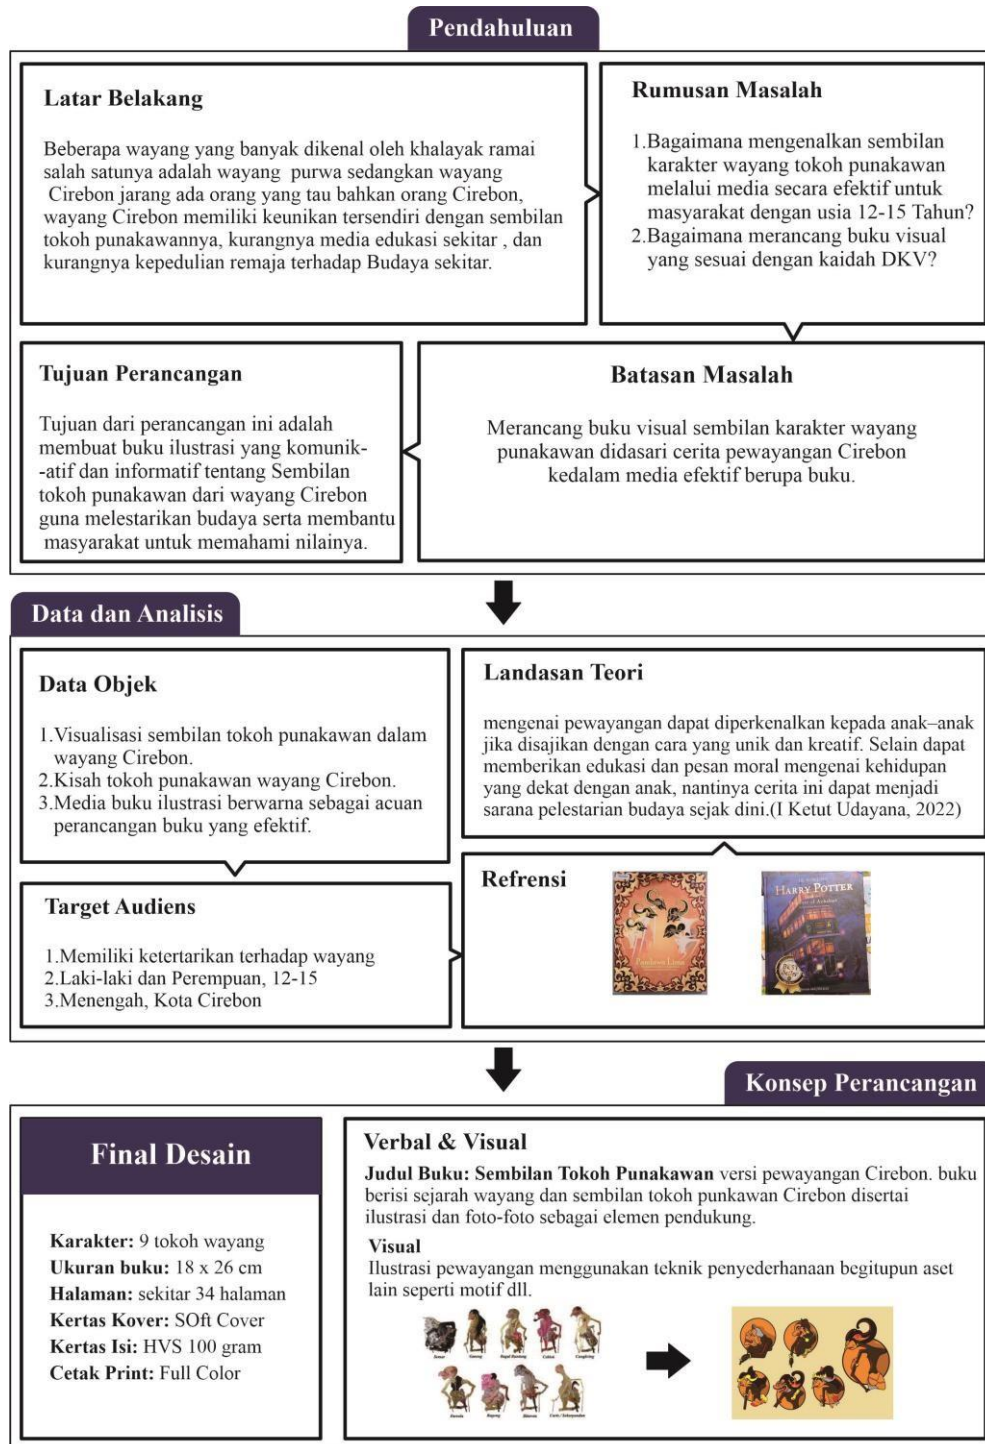 Pendahuluan
Latar Belakang
Beberapa wayang yang banyak dikenal oleh khalayak ramai
salah satunya adalah wayang purwa sedangkan wayang
Cirebon jarang ada orang yang tau bahkan orang Cirebon,
wayang Cirebon memiliki keunikan tersendiri dengan sembilan
tokoh punakawannya, kurangnya media edukasi sekitar , dan
kurangnya kepedulian remaja terhadap Budaya sekitar.
Rumusan Masalah
1.Bagaimana mengenalkan sembilan
karakter wayang tokoh punakawan
melalui media secara efektif untuk
masyarakat dengan usia 12-15 Tahun?
2.Bagaimana merancang buku visual
yang sesuai dengan kaidah DKV?
Tujuan Perancangan
Tujuan dari perancangan ini adalah
membuat buku ilustrasi yang komunik-
-atif dan informatif tentang Sembilan
tokoh punakawan dari wayang Cirebon
guna melestarikan budaya serta membantu
masyarakat untuk memahami nilainya.
Batasan Masalah
Merancang buku visual sembilan karakter wayang
punakawan didasari cerita pewayangan Cirebon
kedalam media efektif berupa buku.
Data dan Analisis
Data Objek
1.Visualisasi sembilan tokoh punakawan dalam
wayang Cirebon.
2.Kisah tokoh punakawan wayang Cirebon.
3.Media buku ilustrasi berwarna sebagai acuan
perancangan buku yang efektif.
Landasan Teori
mengenai pewayangan dapat diperkenalkan kepada anak–anak
jika disajikan dengan cara yang unik dan kreatif. Selain dapat
memberikan edukasi dan pesan moral mengenai kehidupan
yang dekat dengan anak, nantinya cerita ini dapat menjadi
sarana pelestarian budaya sejak dini.(I Ketut Udayana, 2022)
Target Audiens
1.Memiliki ketertarikan terhadap wayang
2.Laki-laki dan Perempuan, 12-15
3.Menengah, Kota Cirebon
Refrensi
Pandawa Lima
HARRY POTTER
Konsep Perancangan
Final Desain
Karakter: 9 tokoh wayang
Ukuran buku: 18 x 26 cm
Halaman: sekitar 34 halaman
Kertas Kover: SOft Cover
Kertas Isi: HVS 100 gram
Cetak Print: Full Color
Verbal & Visual
Judul Buku: Sembilan Tokoh Punakawan versi pewayangan Cirebon. buku
berisi sejarah wayang dan sembilan tokoh punkawan Cirebon disertai
ilustrasi dan foto-foto sebagai elemen pendukung.
Visual
Ilustrasi pewayangan menggunakan teknik penyederhanaan begitupun aset
lain seperti motif dll.